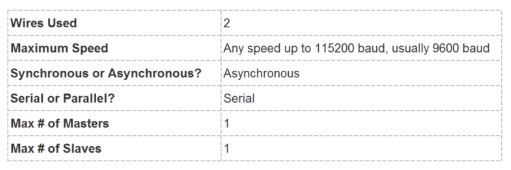 Wires Used 2
Maximum Speed Any speed up to 115200 baud, usually 9600 baud
Synchronous or Asynchronous? Asynchronous
Serial or Parallel? Serial
Max # of Masters 1
Max # of Slaves 1